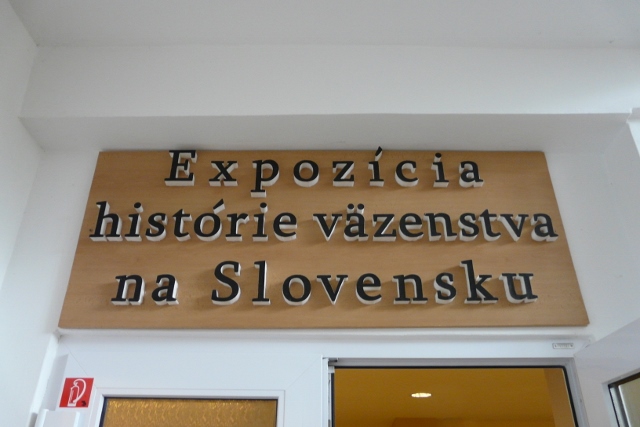 Expozícia
histórie väzenstva
na Slovensku